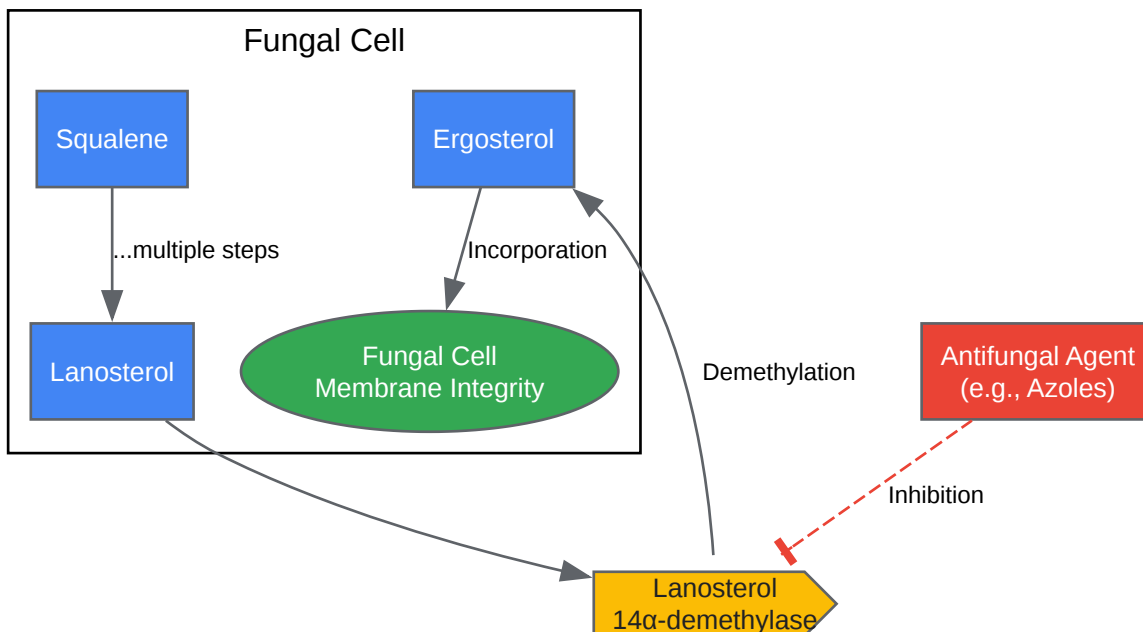 Fungal Cell
Squalene
Ergosterol
...multiple steps
Incorporation
Lanosterol
Fungal Cell
Membrane Integrity
Demethylation
Antifungal Agent
(e.g., Azoles)
Inhibition
Lanosterol
14α-demethylase